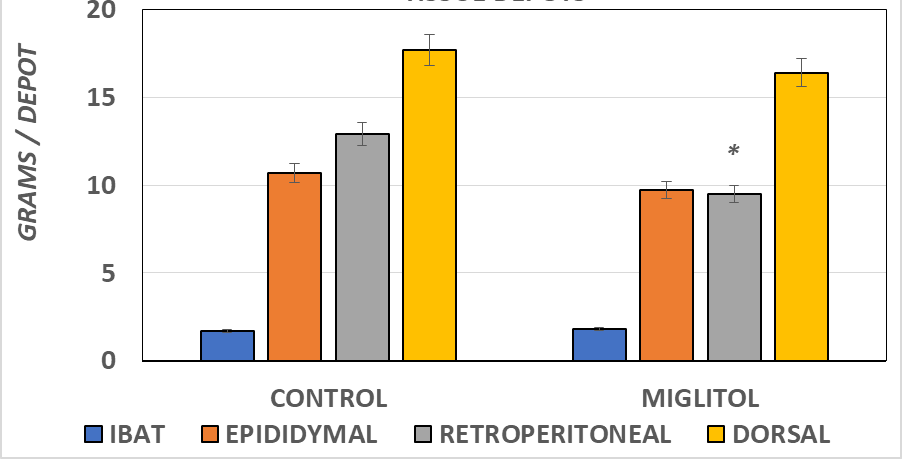 20
15
10
5
0
GRAMS / DEPOT
*
CONTROL MIGLITOL
IBAT EPIDIDYMAL RETROPERITONEAL DORSAL